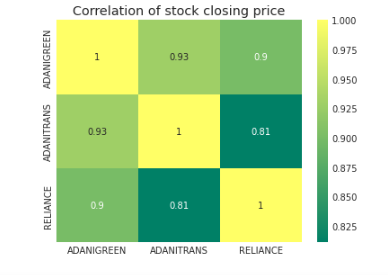 Correlation of stock closing price
ADANIGREEN
1 0.93 0.9
ADANITRANS
0.93 1 0.81
RELIANCE
0.9 0.81 1
ADANIGREEN ADANITRANS RELIANCE
1.000
0.975
0.950
0.925
0.900
0.875
0.850
0.825